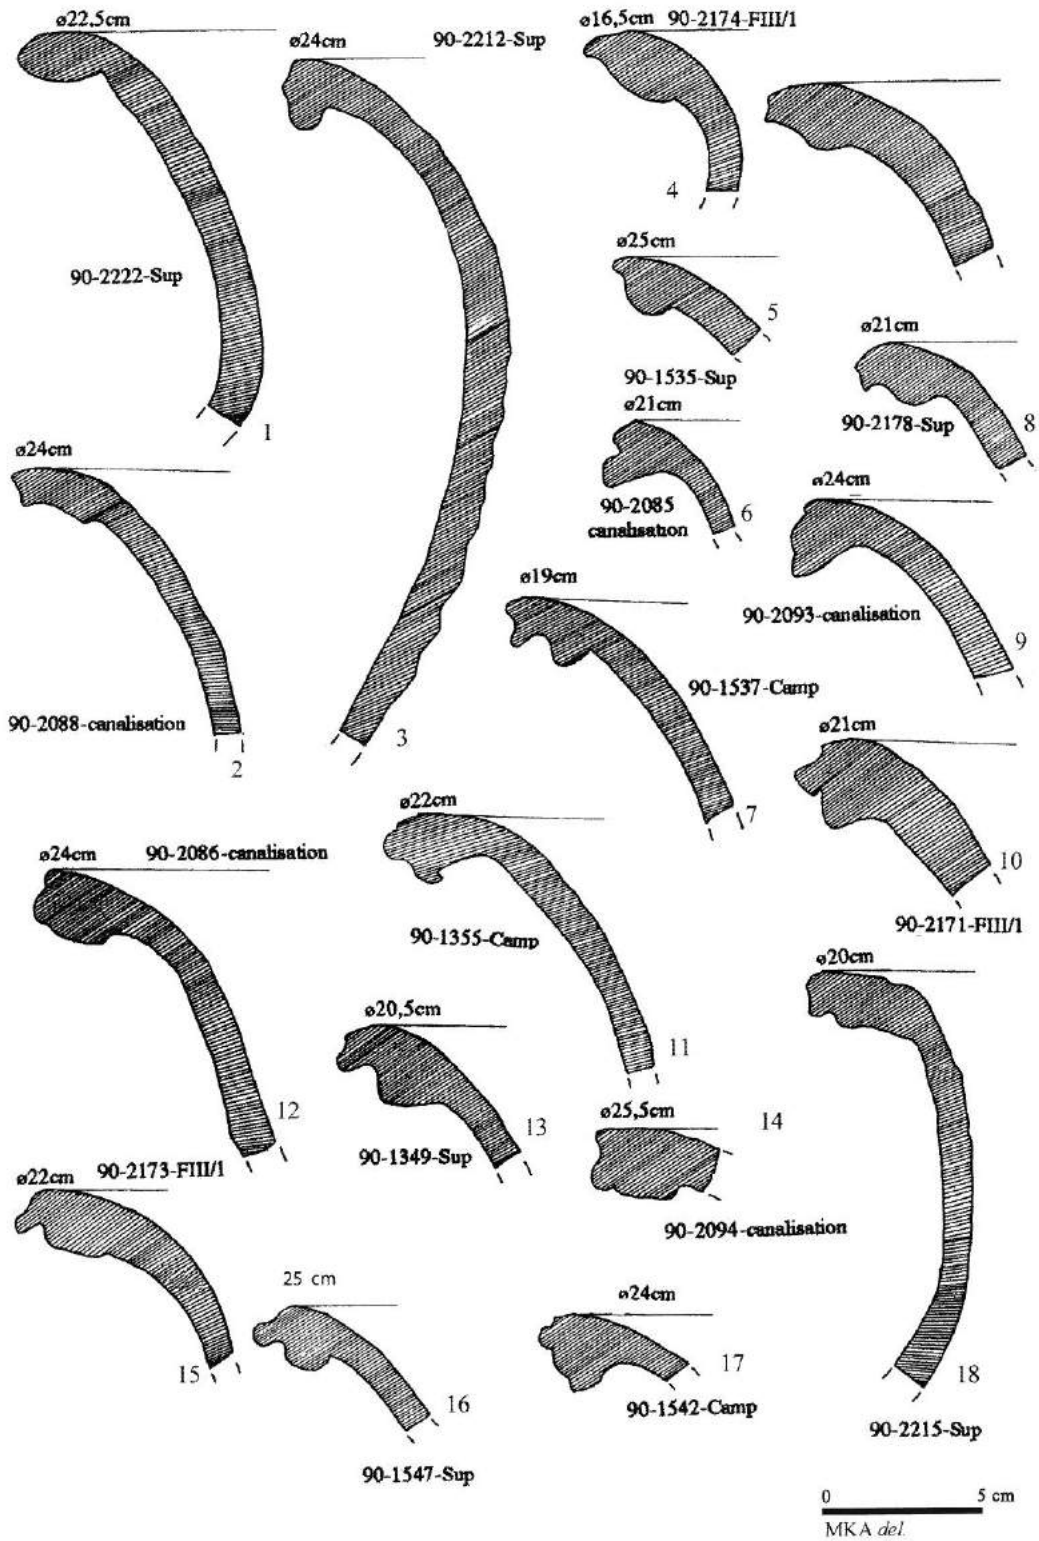 ø22,5cm
90-2222-Sup
1
ø24cm
90-2212-Sup
3
ø16,5cm 90-2174-FIII/1
4
ø25cm
5
90-1535-Sup
ø21cm
90-2178-Sup
8
ø21cm
90-2085
canalisation
6
ø24cm
90-2088-canalisation
2
ø24cm
90-2093-canalisation
9
ø19cm
90-1537-Camp
7
ø21cm
10
90-2171-FIII/1
ø22cm
90-1355-Camp
11
ø24cm 90-2086-canalisation
12
ø20cm
18
90-2215-Sup
ø20,5cm
13
90-1349-Sup
ø25,5cm
14
90-2094-canalisation
90-2173-FIII/1
ø22cm
15
25 cm
16
90-1547-Sup
ø24cm
17
90-1542-Camp
0 5 cm
MKA del.